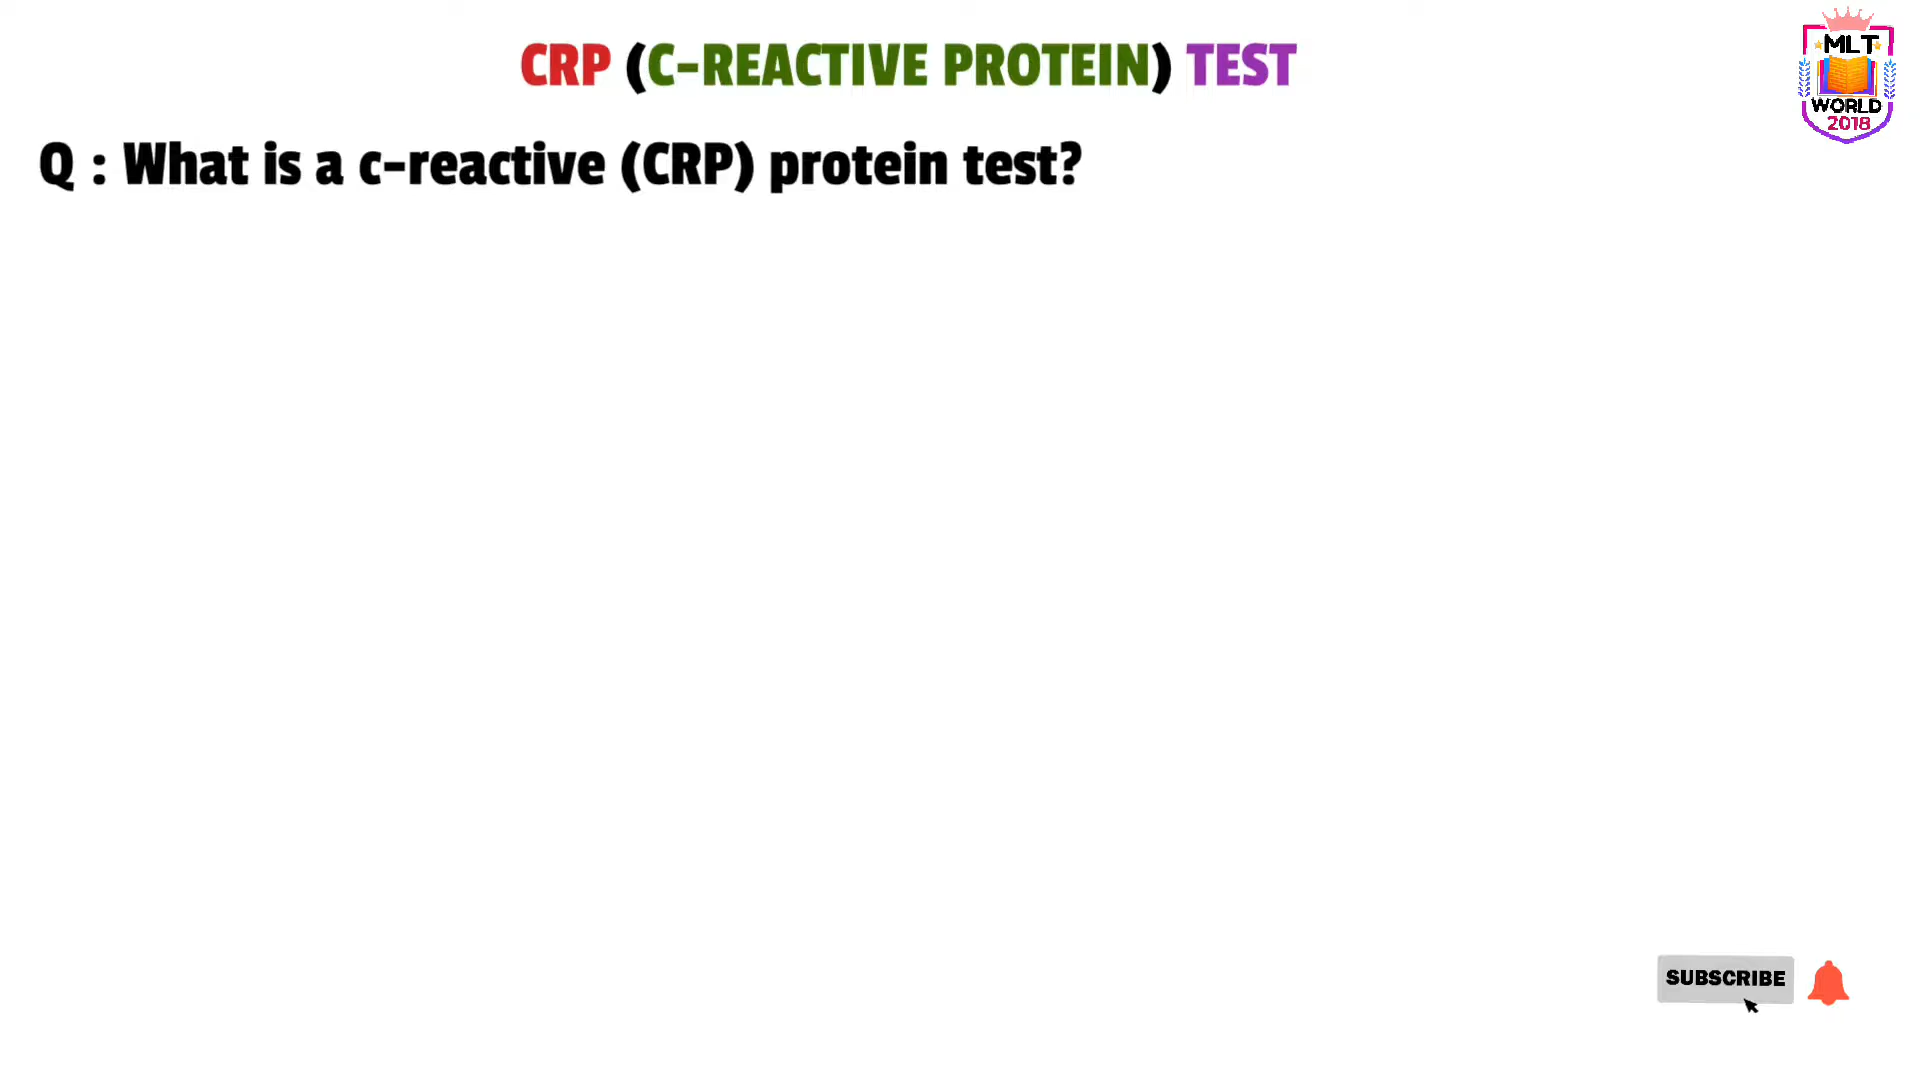 CRP (C-REACTIVE PROTEIN) TEST
MLT
WORLD
2018
Q : What is a c-reactive (CRP) protein test?
SUBSCRIBE